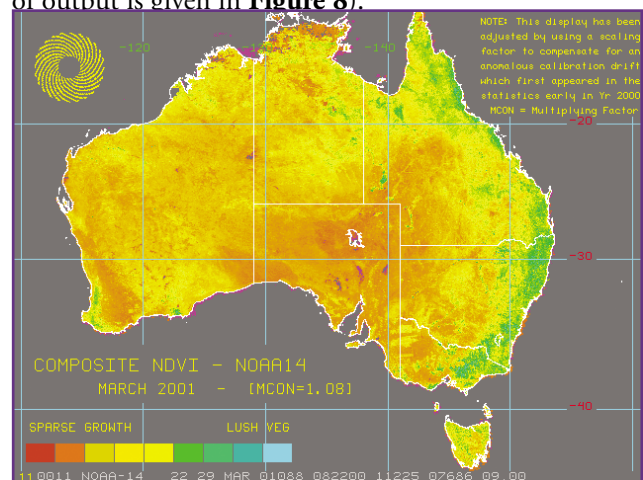 of output is given in Figure 8).
NOTE: This display has been
adjusted by using a scaling
factor to compensate for an
anomalous calibration drift
which first appeared in the
statistics early in Yr 2000
MCON = Multiplying Factor
-120
-140
-20
-30
-40
COMPOSITE NDVI - NOAA14
MARCH 2001 - [MCON=1.08]
SPARSE GROWTH LUSH VEG
11 0011 NOAA-14 22 29 MAR 01088 082200 11225 07686 09.00